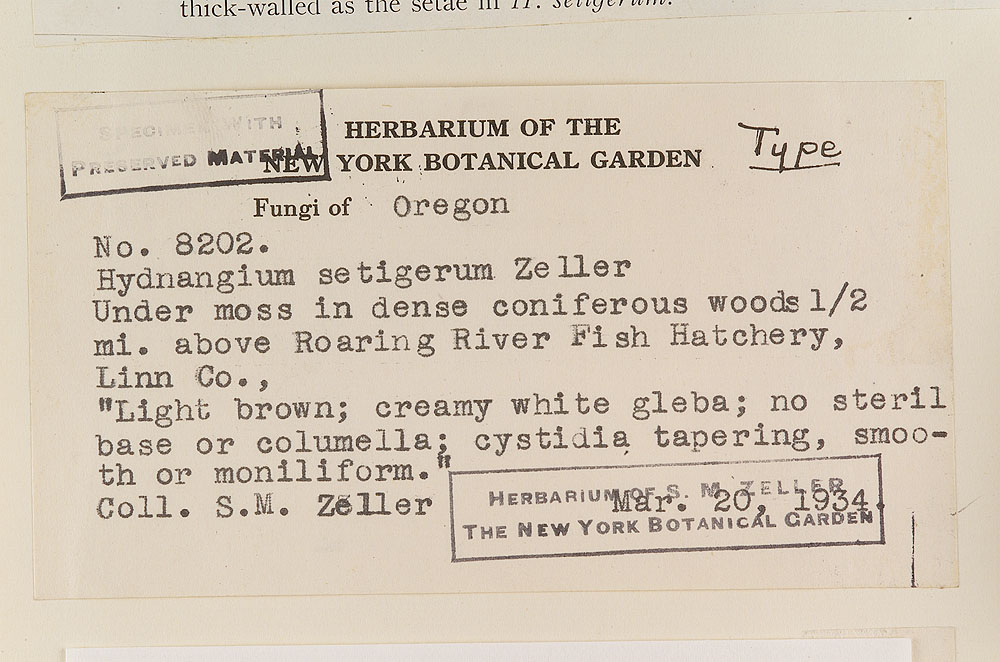 thick-walled as the setae in H. setigerum.
SPECIMEN WITH
PRESERVED MATERIAL
HERBARIUM OF THE
NEW YORK BOTANICAL GARDEN
Type
Fungi of Oregon
No. 8202.
Hydnangium setigerum Zeller
Under moss in dense coniferous woods 1/2
mi. above Roaring River Fish Hatchery,
Linn Co.,
"Light brown; creamy white gleba; no steril
base or columella; cystidia tapering, smoo-
th or moniliform."
Coll. S.M. Zeller Mar. 20, 1934.
HERBARIUM OF S. M. ZELLER
THE NEW YORK BOTANICAL GARDEN